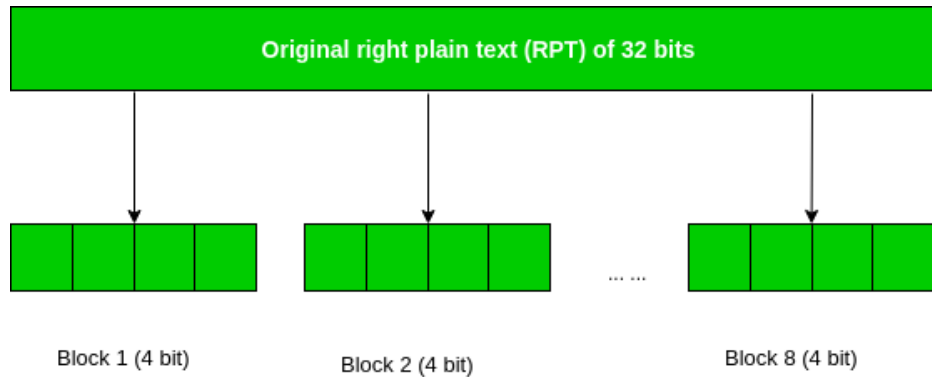 Original right plain text (RPT) of 32 bits
... ...
Block 1 (4 bit)
Block 2 (4 bit)
Block 8 (4 bit)